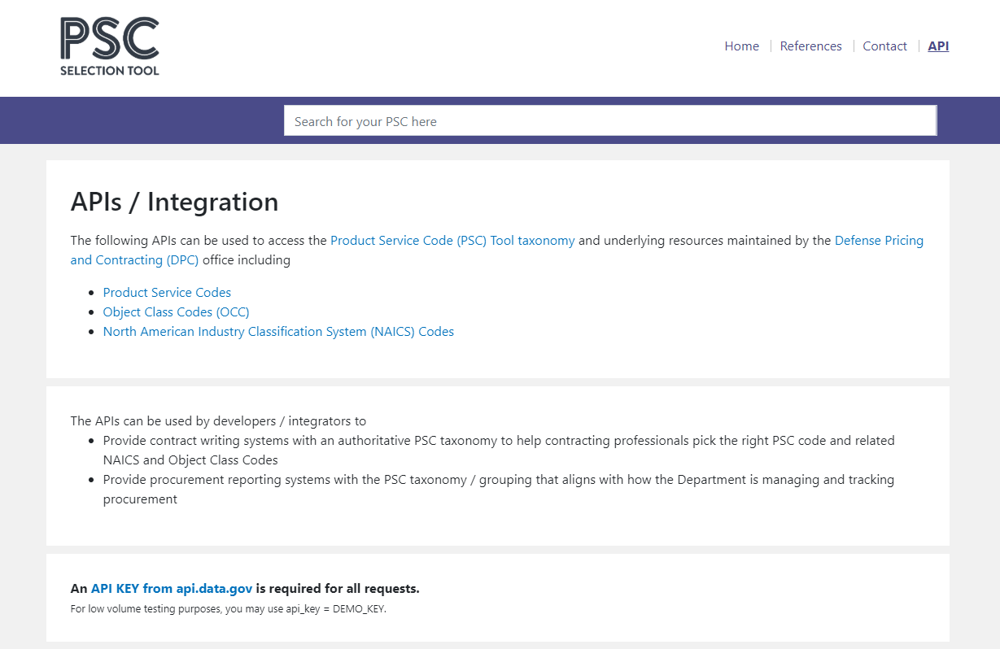 PSC
SELECTION TOOL
Home
References
Contact
API
Search for your PSC here
APIs / Integration
The following APIs can be used to access the Product Service Code (PSC) Tool taxonomy and underlying resources maintained by the Defense Pricing
and Contracting (DPC) office including
Product Service Codes
Object Class Codes (OCC)
North American Industry Classification System (NAICS) Codes
The APIs can be used by developers / integrators to
Provide contract writing systems with an authoritative PSC taxonomy to help contracting professionals pick the right PSC code and related
NAICS and Object Class Codes
Provide procurement reporting systems with the PSC taxonomy / grouping that aligns with how the Department is managing and tracking
procurement
An API KEY from api.data.gov is required for all requests.
For low volume testing purposes, you may use api_key = DEMO_KEY.